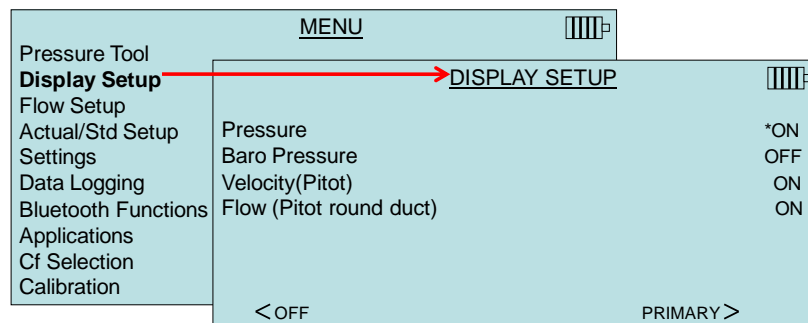 MENU
Pressure Tool
Display Setup
Flow Setup
Actual/Std Setup
Settings
Data Logging
Bluetooth Functions
Applications
Cf Selection
Calibration
DISPLAY SETUP
Pressure *ON
Baro Pressure OFF
Velocity(Pitot) ON
Flow (Pitot round duct) ON
<OFF PRIMARY>